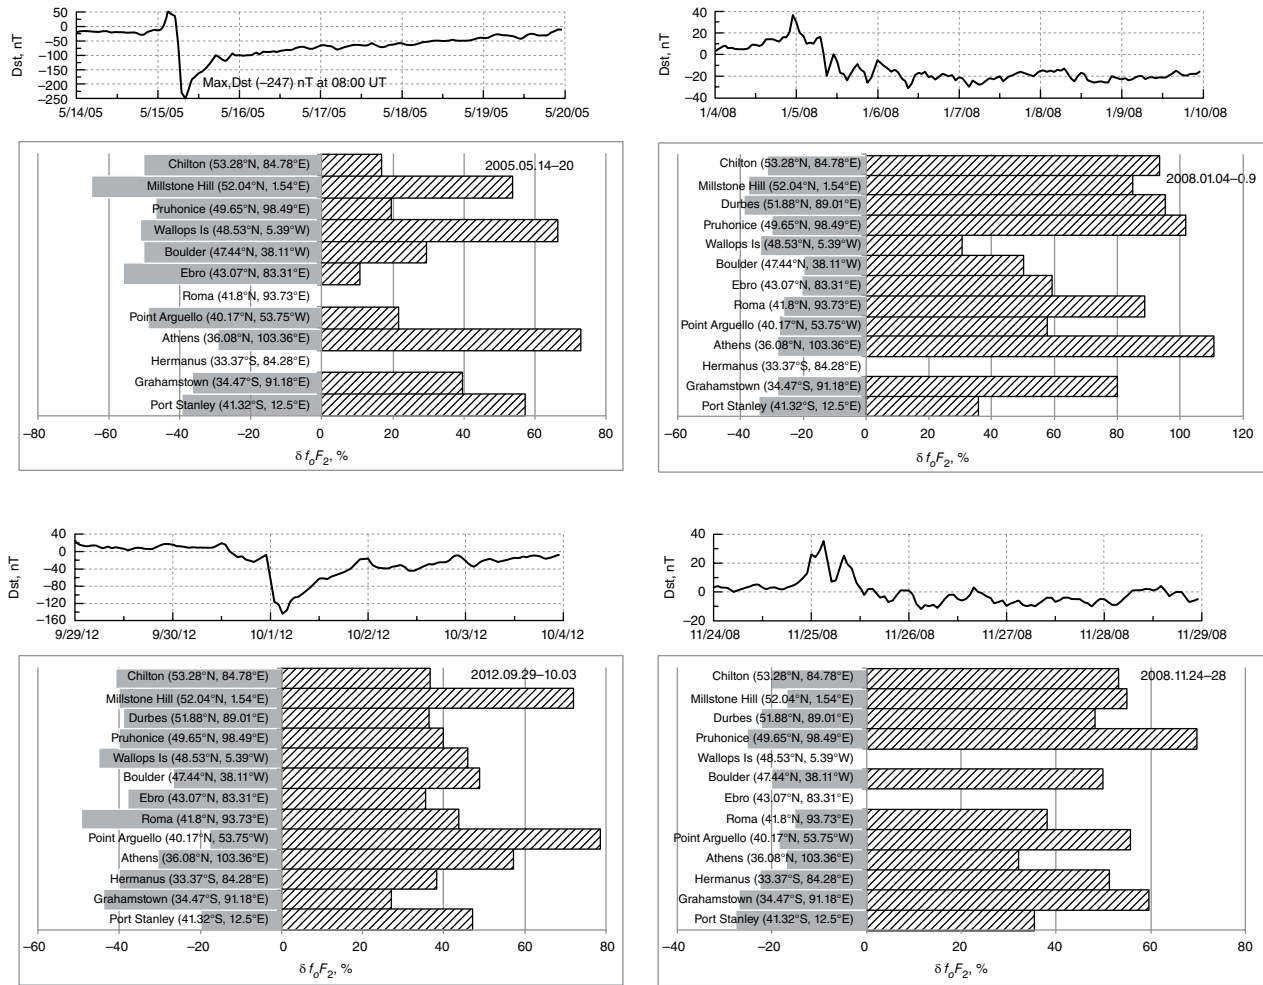 50
0
−50
−100
−150
−200
−250
Dst, nT
Max,Dst (−247) nT at 08:00 UT
5/14/05 5/15/05 5/16/05 5/17/05 5/18/05 5/19/05 5/20/05
2005.05.14−20
Chilton (53.28°N, 84.78°E)
Millstone Hill (52.04°N, 1.54°E)
Pruhonice (49.65°N, 98.49°E)
Wallops Is (48.53°N, 5.39°W)
Boulder (47.44°N, 38.11°W)
Ebro (43.07°N, 83.31°E)
Roma (41.8°N, 93.73°E)
Point Arguello (40.17°N, 53.75°W)
Athens (36.08°N, 103.36°E)
Hermanus (33.37°S, 84.28°E)
Grahamstown (34.47°S, 91.18°E)
Port Stanley (41.32°S, 12.5°E)
−80 −60 −40 −20 0 20 40 60 80
δ foF2, %
40
20
0
−20
−40
Dst, nT
1/4/08 1/5/08 1/6/08 1/7/08 1/8/08 1/9/08 1/10/08
2008.01.04−0.9
Chilton (53.28°N, 84.78°E)
Millstone Hill (52.04°N, 1.54°E)
Durbes (51.88°N, 89.01°E)
Pruhonice (49.65°N, 98.49°E)
Wallops Is (48.53°N, 5.39°W)
Boulder (47.44°N, 38.11°W)
Ebro (43.07°N, 83.31°E)
Roma (41.8°N, 93.73°E)
Point Arguello (40.17°N, 53.75°W)
Athens (36.08°N, 103.36°E)
Hermanus (33.37°S, 84.28°E)
Grahamstown (34.47°S, 91.18°E)
Port Stanley (41.32°S, 12.5°E)
−60 −40 −20 0 20 40 60 80 100 120
δ foF2, %
40
0
−40
−80
−120
−160
Dst, nT
9/29/12 9/30/12 10/1/12 10/2/12 10/3/12 10/4/12
2012.09.29−10.03
Chilton (53.28°N, 84.78°E)
Millstone Hill (52.04°N, 1.54°E)
Durbes (51.88°N, 89.01°E)
Pruhonice (49.65°N, 98.49°E)
Wallops Is (48.53°N, 5.39°W)
Boulder (47.44°N, 38.11°W)
Ebro (43.07°N, 83.31°E)
Roma (41.8°N, 93.73°E)
Point Arguello (40.17°N, 53.75°W)
Athens (36.08°N, 103.36°E)
Hermanus (33.37°S, 84.28°E)
Grahamstown (34.47°S, 91.18°E)
Port Stanley (41.32°S, 12.5°E)
−60 −40 −20 0 20 40 60 80
δ foF2, %
40
20
0
−20
Dst, nT
11/24/08 11/25/08 11/26/08 11/27/08 11/28/08 11/29/08
2008.11.24−28
Chilton (53.28°N, 84.78°E)
Millstone Hill (52.04°N, 1.54°E)
Durbes (51.88°N, 89.01°E)
Pruhonice (49.65°N, 98.49°E)
Wallops Is (48.53°N, 5.39°W)
Boulder (47.44°N, 38.11°W)
Ebro (43.07°N, 83.31°E)
Roma (41.8°N, 93.73°E)
Point Arguello (40.17°N, 53.75°W)
Athens (36.08°N, 103.36°E)
Hermanus (33.37°S, 84.28°E)
Grahamstown (34.47°S, 91.18°E)
Port Stanley (41.32°S, 12.5°E)
−40 −20 0 20 40 60 80
δ foF2, %